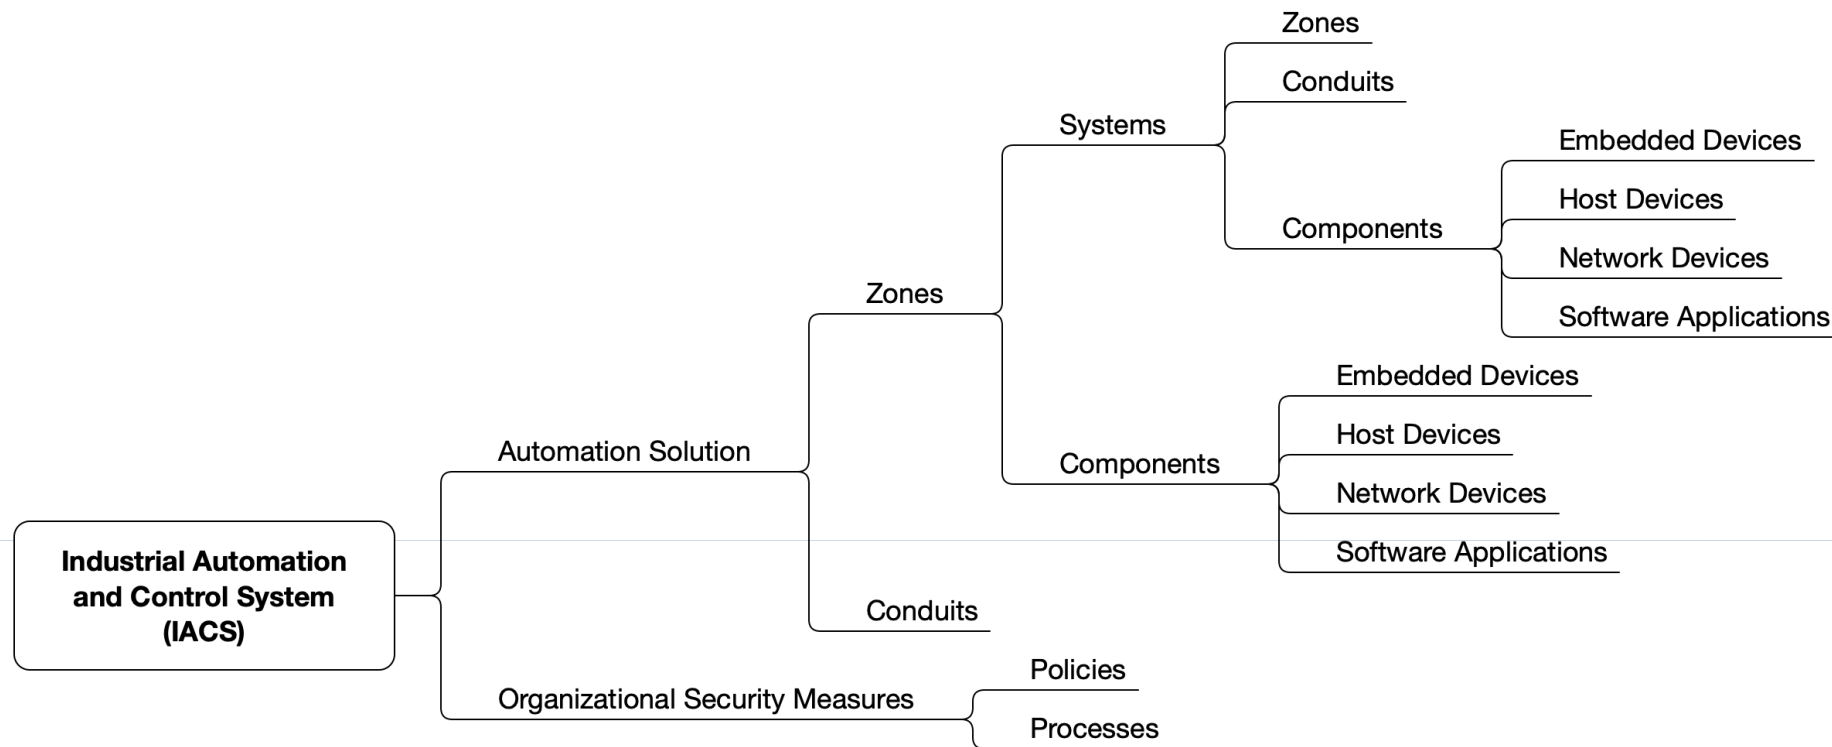 Zones
Conduits
Systems
Embedded Devices
Host Devices
Components
Network Devices
Zones
Software Applications
Embedded Devices
Host Devices
Automation Solution
Components
Network Devices
Industrial Automation
and Control System
(IACS)
Software Applications
Conduits
Policies
Organizational Security Measures
Processes